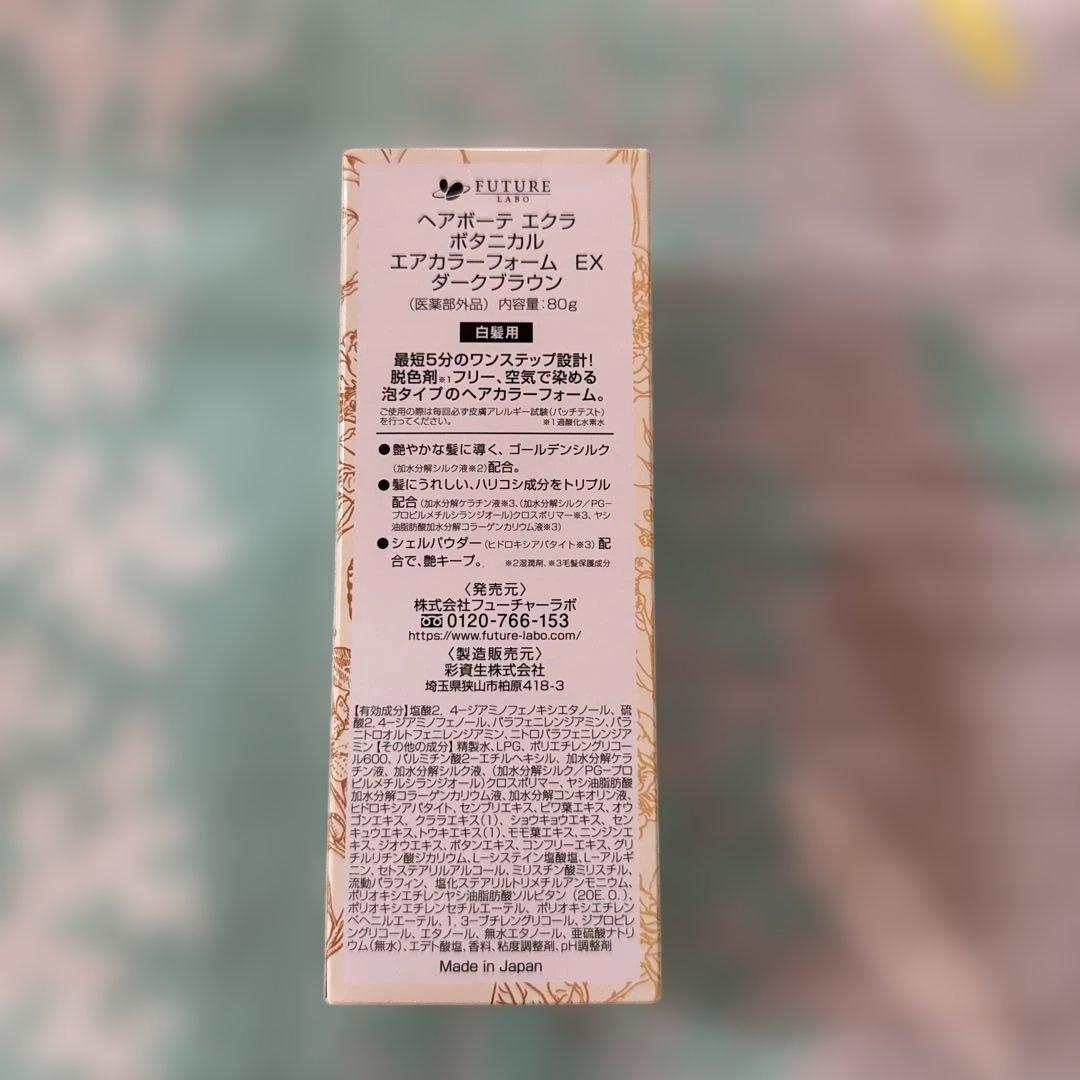 FUTURE
LABO
ヘアボーテ エクラ
ボタニカル
エアカラーフォーム EX
ダークブラウン
(医薬部外品) 内容量:80g
白髪用
最短5分のワンステップ設計!
脱色剤※1フリー、空気で染める
泡タイプのヘアカラーフォーム。
ご使用の際は毎回必ず皮膚アレルギー試験(パッチテスト)
を行ってください。 ※1過酸化水素水
●艶やかな髪に導く、ゴールデンシルク
(加水分解シルク液※2)配合。
●髪にうれしい、ハリコシ成分をトリプル
配合(加水分解ケラチン液※3、(加水分解シルク/PG-
プロピルメチルシランジオール)クロスポリマー※3、ヤシ
油脂肪酸加水分解コラーゲンカリウム液※3)
●シェルパウダー(ヒドロキシアパタイト※3)配
合で、艶キープ。 ※2湿潤剤、※3毛髪保護成分
〈発売元〉
株式会社フューチャーラボ
0120-766-153
https://www.future-labo.com/
〈製造販売元〉
彩資生株式会社
埼玉県狭山市柏原418-3
【有効成分】塩酸2, 4-ジアミノフェノキシエタノール、硫
酸2,4-ジアミノフェノール、パラフェニレンジアミン、パラ
ニトロオルトフェニレンジアミン、ニトロパラフェニレンジア
ミン【その他の成分】精製水、LPG、ポリエチレングリコー
ル600、パルミチン酸2-エチルヘキシル、加水分解ケラ
チン液、加水分解シルク液、(加水分解シルク/PG-プロ
ピルメチルシランジオール)クロスポリマー、ヤシ油脂肪酸
加水分解コラーゲンカリウム液、加水分解コンキオリン液、
ヒドロキシアパタイト、センブリエキス、ビワ葉エキス、オウ
ゴンエキス、クララエキス(1)、ショウキョウエキス、セン
キュウエキス、トウキエキス(1)、モモ葉エキス、ニンジンエ
キス、ジオウエキス、ボタンエキス、コンフリーエキス、グリ
チルリチン酸ジカリウム、L-システイン塩酸塩、L-アルギ
ニン、セトステアリルアルコール、ミリスチン酸ミリスチル、
流動パラフィン、塩化ステアリルトリメチルアンモニウム、
ポリオキシエチレンヤシ油脂肪酸ソルビタン(20E.O.)、
ポリオキシエチレンセチルエーテル、ポリオキシエチレン
ベヘニルエーテル、1,3-ブチレングリコール、ジプロピレ
ングリコール、エタノール、無水エタノール、亜硫酸ナトリ
ウム(無水)、エデト酸塩、香料、粘度調整剤、pH調整剤
Made in Japan